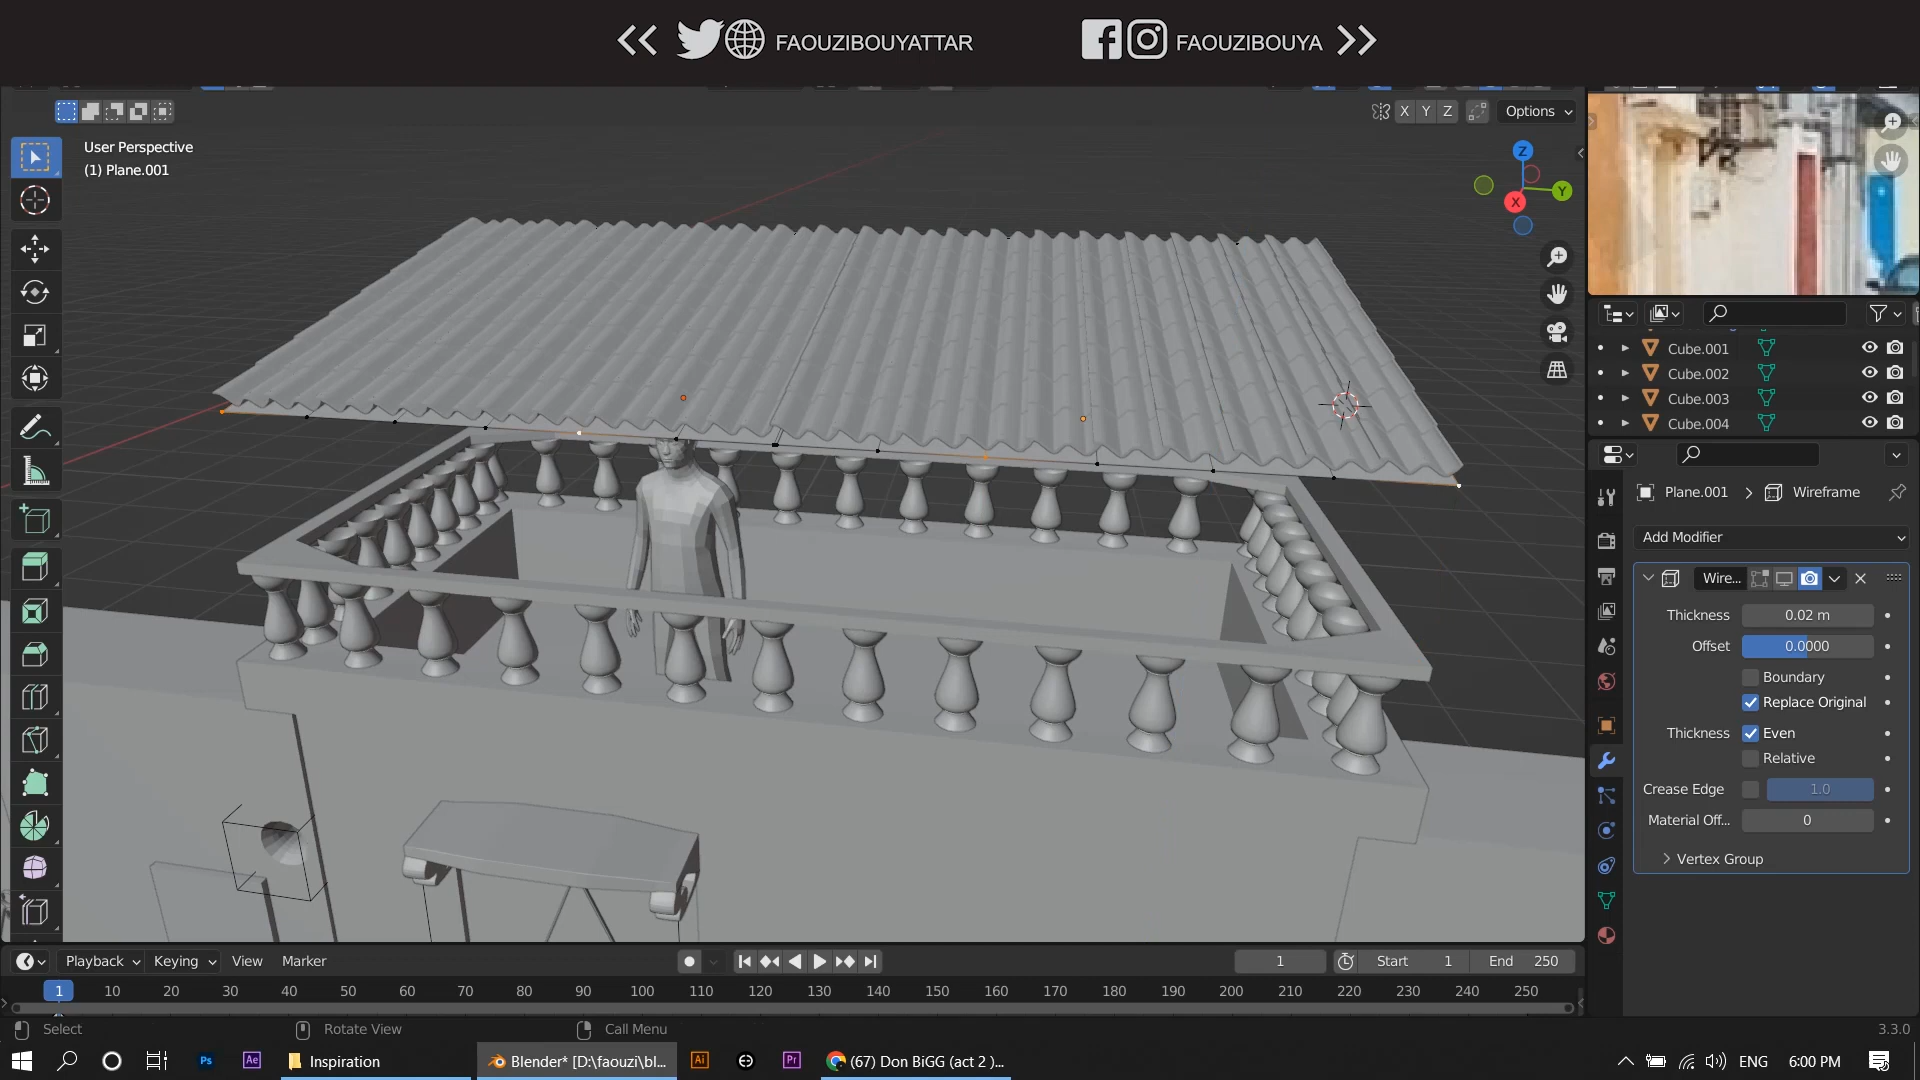 FAOUZIBOUYATTAR
FAOUZIBOUYA
X Y Z
Options
User Perspective
(1) Plane.001
Z
Y
X
Cube.001
Cube.002
Cube.003
Cube.004
Plane.001
Wireframe
Add Modifier
Wire...
Thickness
0.02 m
Offset
0.0000
Boundary
Replace Original
Thickness
Even
Relative
Crease Edge
1.0
Material Off...
0
Vertex Group
Playback
Keying
View
Marker
1
Start
1
End
250
1 10 20 30 40 50 60 70 80 90 100 110 120 130 140 150 160 170 180 190 200 210 220 230 240 250
Select
Rotate View
Call Menu
3.3.0
Ps
Ae
Inspiration
Blender* [D:\faouzi\bl...
Ai
Pr
(67) Don BiGG (act 2 )...
ENG
6:00 PM